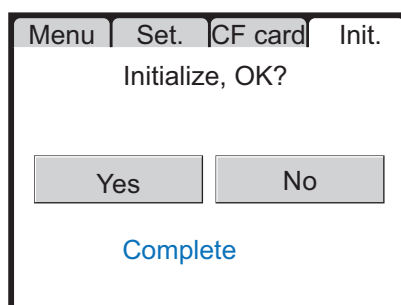 Menu Set. CF card Init.
Initialize, OK?
Yes No
Complete